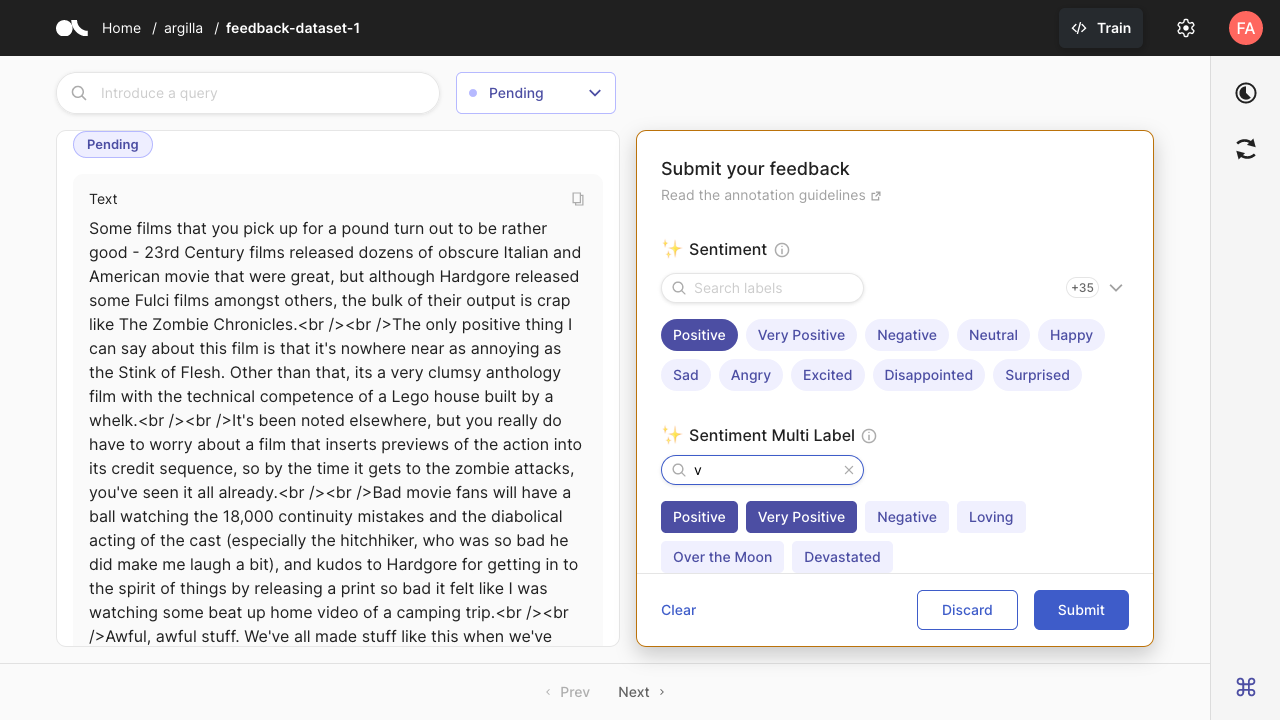 Home / argilla / feedback-dataset-1
Train
FA
Introduce a query
Pending
Pending
Text
Some films that you pick up for a pound turn out to be rather
good - 23rd Century films released dozens of obscure Italian and
American movie that were great, but although Hardgore released
some Fulci films amongst others, the bulk of their output is crap
like The Zombie Chronicles.<br /><br />The only positive thing I
can say about this film is that it's nowhere near as annoying as
the Stink of Flesh. Other than that, its a very clumsy anthology
film with the technical competence of a Lego house built by a
whelk.<br /><br />It's been noted elsewhere, but you really do
have to worry about a film that inserts previews of the action into
its credit sequence, so by the time it gets to the zombie attacks,
you've seen it all already.<br /><br />Bad movie fans will have a
ball watching the 18,000 continuity mistakes and the diabolical
acting of the cast (especially the hitchhiker, who was so bad he
did make me laugh a bit), and kudos to Hardgore for getting in to
the spirit of things by releasing a print so bad it felt like I was
watching some beat up home video of a camping trip.<br /><br
/>Awful, awful stuff. We've all made stuff like this when we've
Submit your feedback
Read the annotation guidelines
✨ Sentiment
Search labels
+35
Positive Very Positive Negative Neutral Happy
Sad Angry Excited Disappointed Surprised
✨ Sentiment Multi Label
v
Positive Very Positive Negative Loving
Over the Moon Devastated
Clear
Discard
Submit
‹ Prev
Next ›